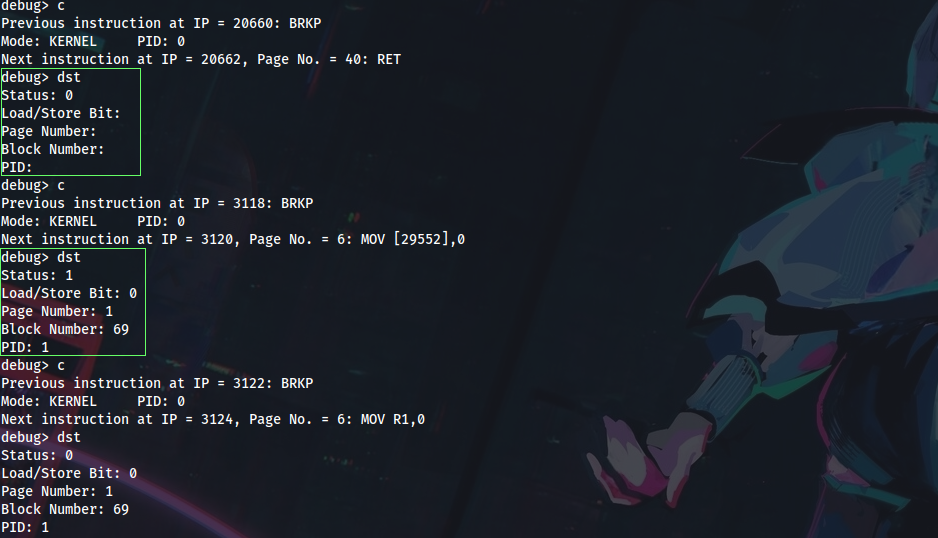 debug> c
Previous instruction at IP = 20660: BRKP
Mode: KERNEL     PID: 0
Next instruction at IP = 20662, Page No. = 40: RET
debug> dst
Status: 0
Load/Store Bit:
Page Number:
Block Number:
PID:
debug> c
Previous instruction at IP = 3118: BRKP
Mode: KERNEL     PID: 0
Next instruction at IP = 3120, Page No. = 6: MOV [29552],0
debug> dst
Status: 1
Load/Store Bit: 0
Page Number: 1
Block Number: 69
PID: 1
debug> c
Previous instruction at IP = 3122: BRKP
Mode: KERNEL     PID: 0
Next instruction at IP = 3124, Page No. = 6: MOV R1,0
debug> dst
Status: 0
Load/Store Bit: 0
Page Number: 1
Block Number: 69
PID: 1